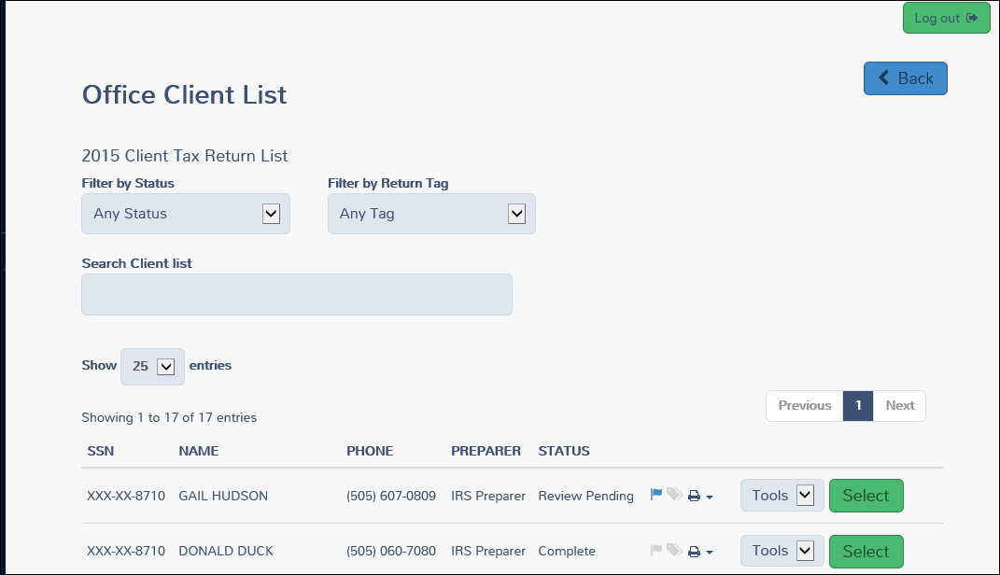 Log out
Back
Office Client List
2015 Client Tax Return List
Filter by Status Filter by Return Tag
Any Status Any Tag
Search Client list
Show 25 entries
Previous 1 Next
Showing 1 to 17 of 17 entries
SSN NAME PHONE PREPARER STATUS
XXX-XX-8710 GAIL HUDSON (505) 607-0809 IRS Preparer Review Pending Tools Select
XXX-XX-8710 DONALD DUCK (505) 060-7080 IRS Preparer Complete Tools Select